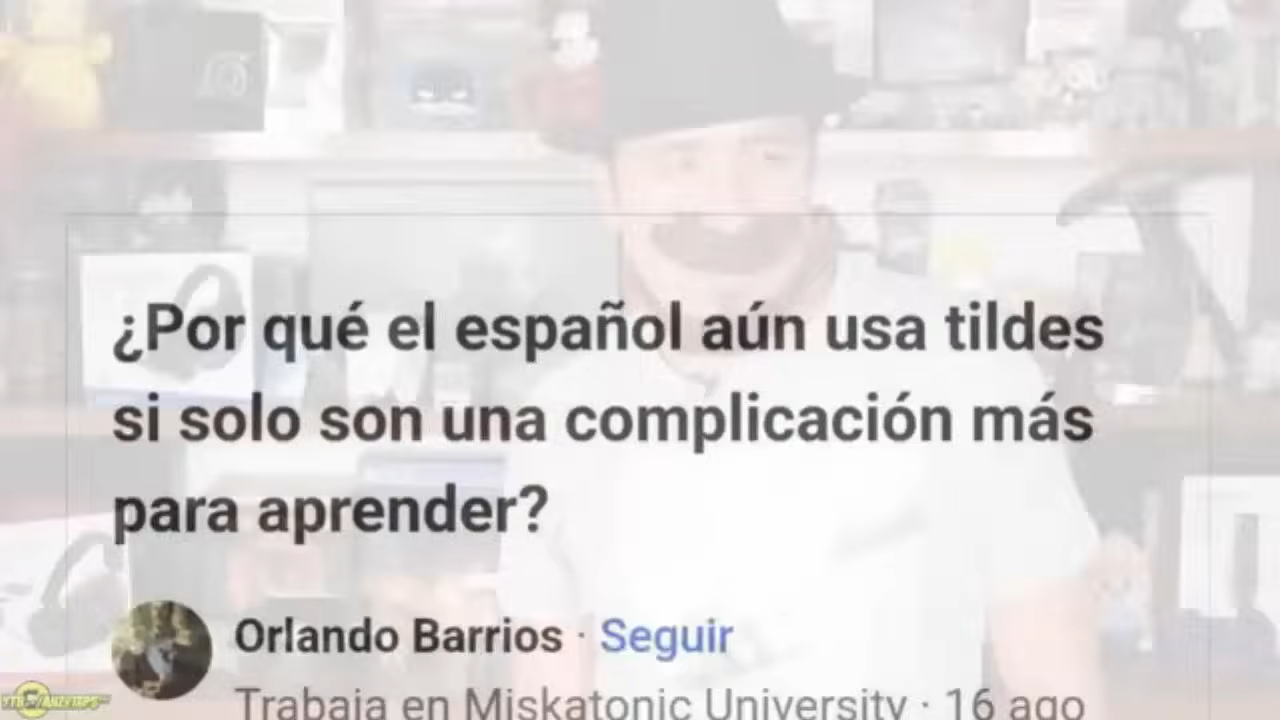 ¿Por qué el español aún usa tildes
si solo son una complicación más
para aprender?
Orlando Barrios · Seguir
Trabaja en Miskatonic University · 16 ago